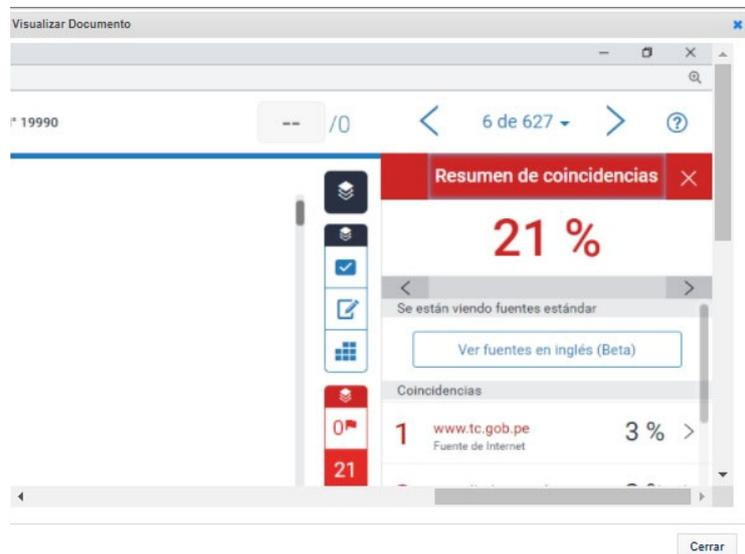 Visualizar Documento
° 19990
--
/0
6 de 627
Resumen de coincidencias
21 %
Se están viendo fuentes estándar
Ver fuentes en inglés (Beta)
Coincidencias
0
1 www.tc.gob.pe 3 %
Fuente de Internet
21
Cerrar